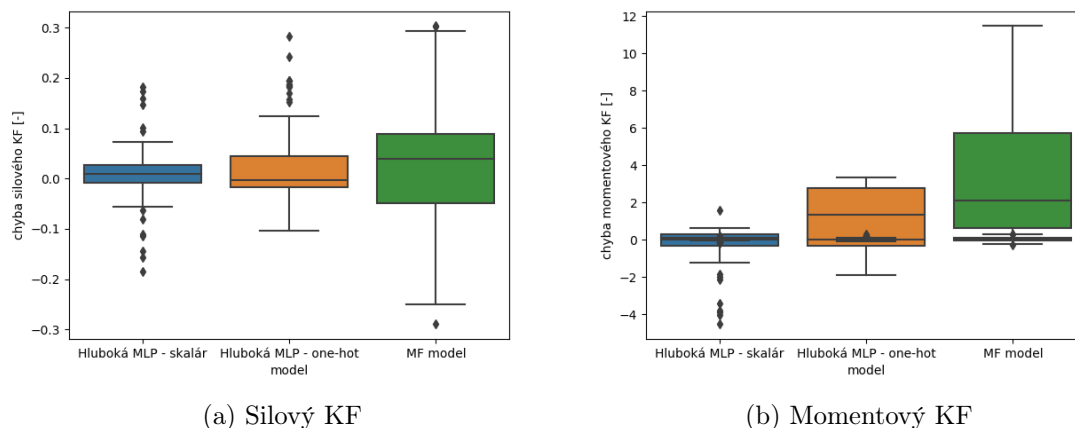 0.3
0.2
0.1
0.0
−0.1
−0.2
−0.3
chyba silového KF [-]
Hluboká MLP - skalár
Hluboká MLP - one-hot
MF model
model
(a) Silový KF
12
10
8
6
4
2
0
−2
−4
chyba momentového KF [-]
Hluboká MLP - skalár
Hluboká MLP - one-hot
MF model
model
(b) Momentový KF